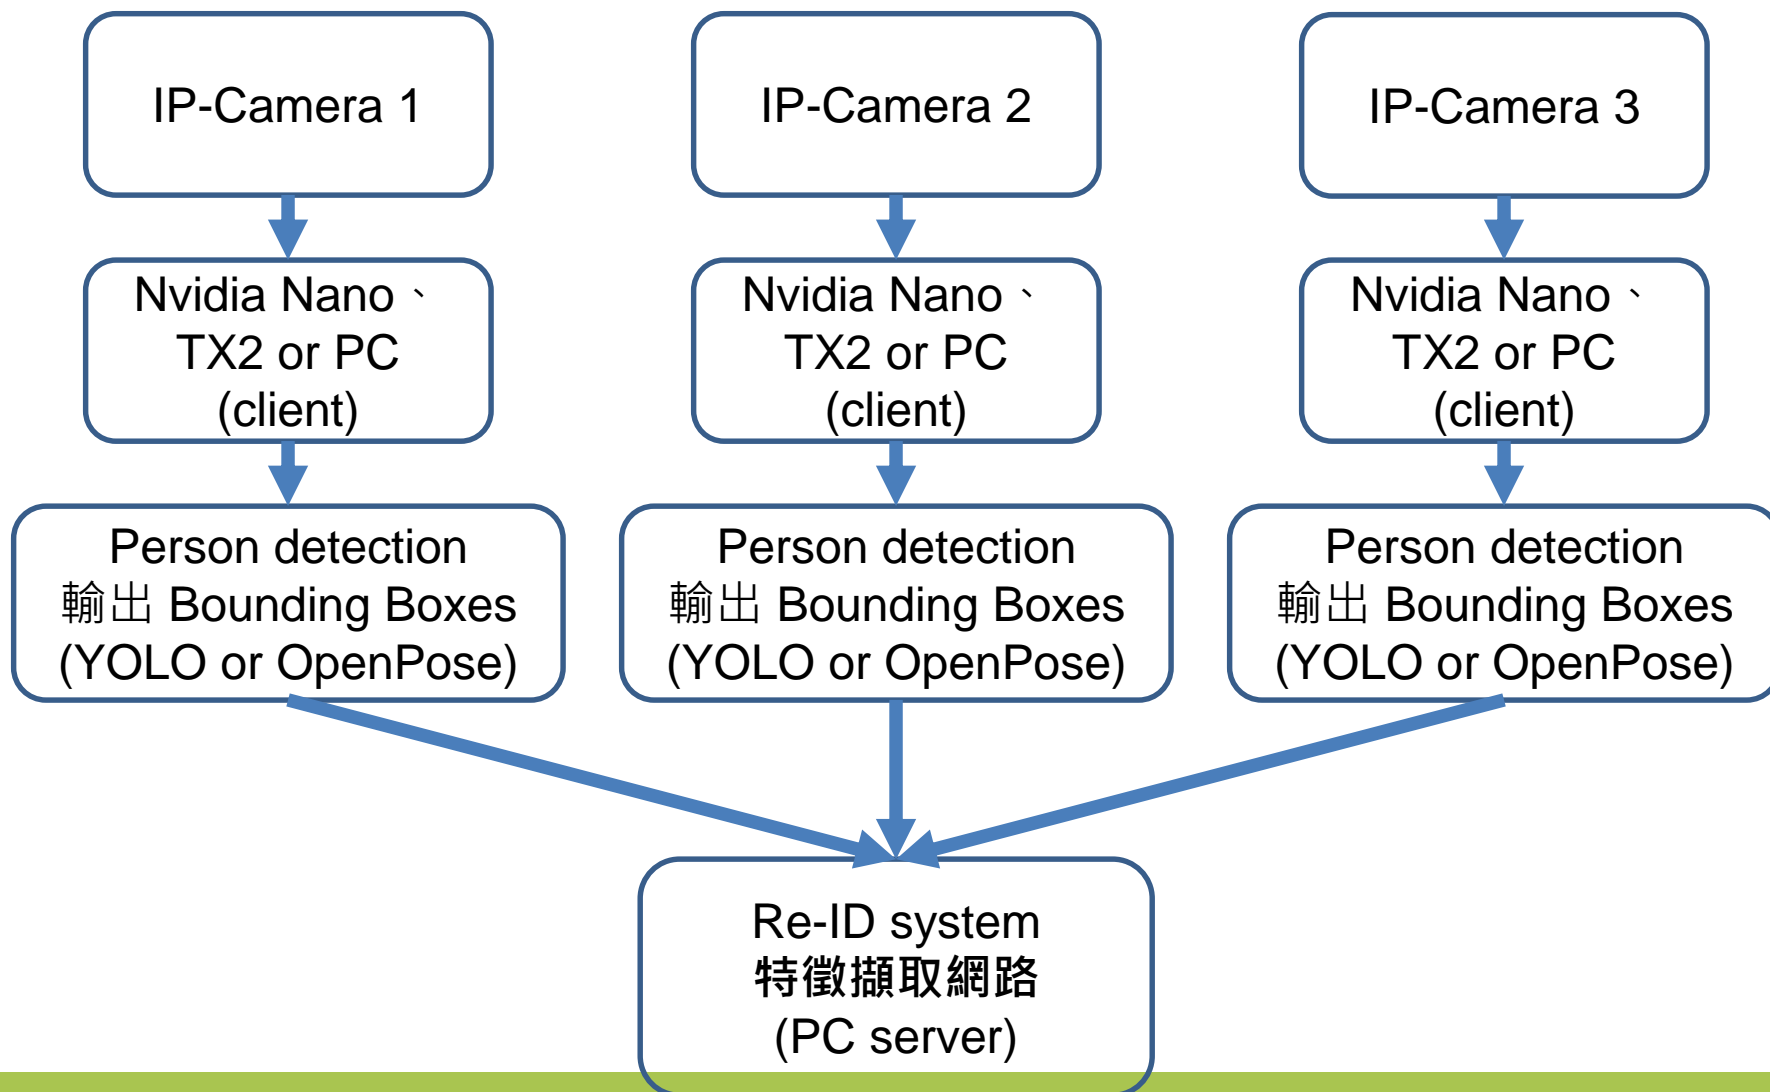 IP-Camera 1
IP-Camera 2
IP-Camera 3
Nvidia Nano、
TX2 or PC
(client)
Nvidia Nano、
TX2 or PC
(client)
Nvidia Nano、
TX2 or PC
(client)
Person detection
輸出 Bounding Boxes
(YOLO or OpenPose)
Person detection
輸出 Bounding Boxes
(YOLO or OpenPose)
Person detection
輸出 Bounding Boxes
(YOLO or OpenPose)
Re-ID system
特徵擷取網路
(PC server)